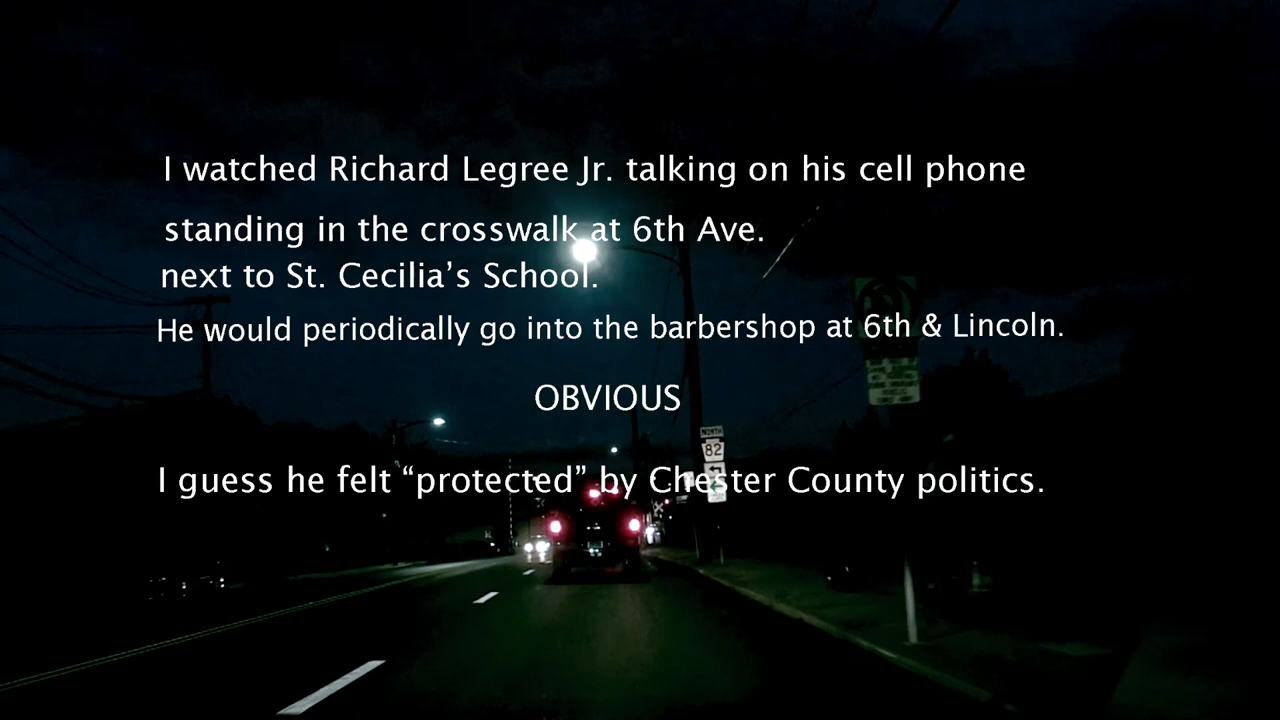 I watched Richard Legree Jr. talking on his cell phone
standing in the crosswalk at 6th Ave.
next to St. Cecilia's School.
He would periodically go into the barbershop at 6th & Lincoln.
OBVIOUS
82
I guess he felt “protected” by Chester County politics.